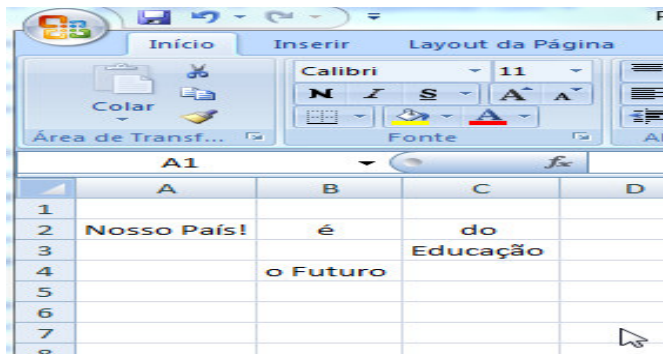 Início Inserir Layout da Página
Calibri 11
N I S A A
Colar A
Área de Transf... Fonte
A1 fx
A B C D
1
2 Nosso País! é do
3 Educação
4 o Futuro
5
6
7